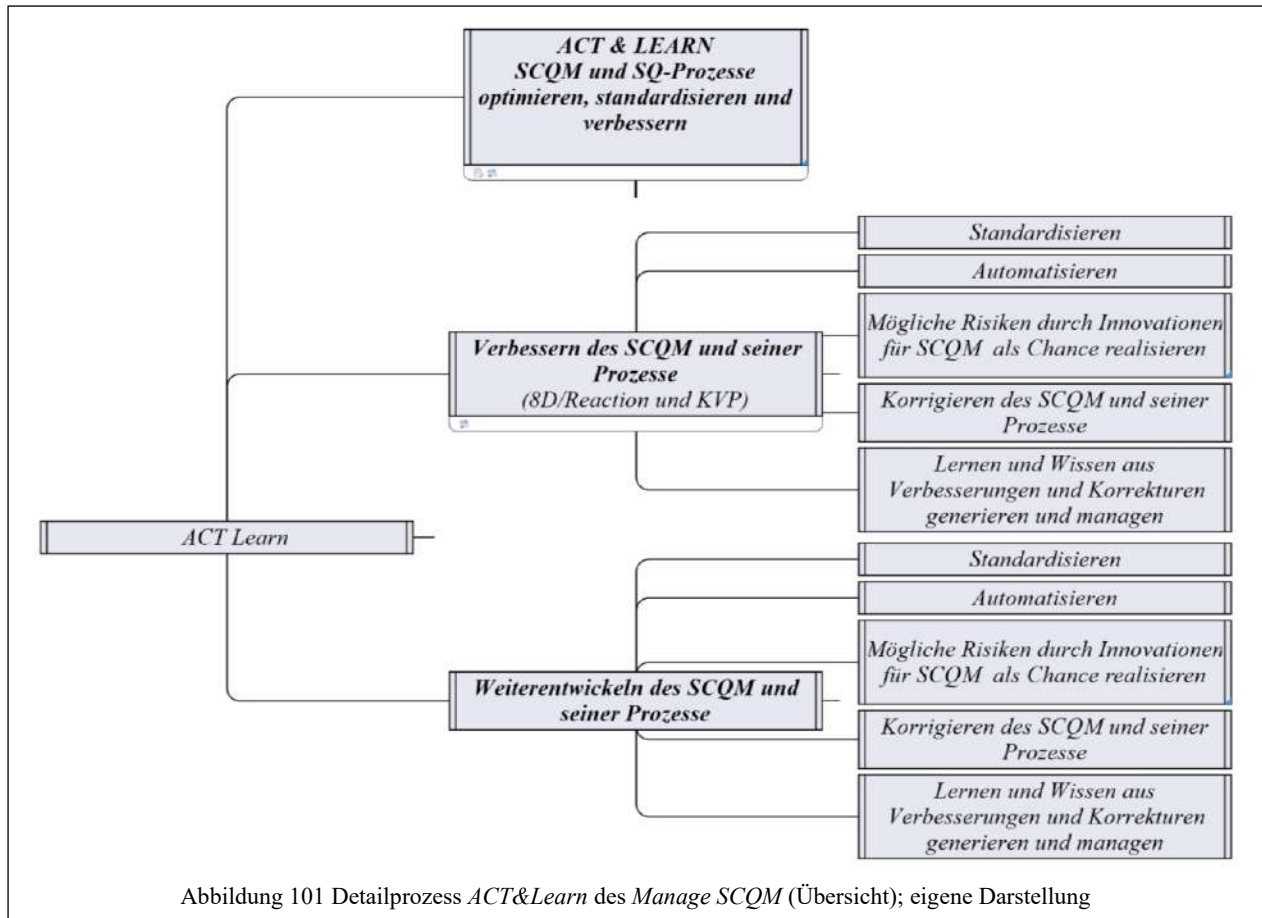 ACT & LEARN
SCQM und SQ-Prozesse
optimieren, standardisieren und
verbessern
Standardisieren
Automatisieren
Mögliche Risiken durch Innovationen
für SCQM als Chance realisieren
Verbessern des SCQM und seiner
Prozesse
(8D/Reaction und KVP)
Korrigieren des SCQM und seiner
Prozesse
Lernen und Wissen aus
Verbesserungen und Korrekturen
generieren und managen
ACT Learn
Standardisieren
Automatisieren
Mögliche Risiken durch Innovationen
für SCQM als Chance realisieren
Weiterentwickeln des SCQM und
seiner Prozesse
Korrigieren des SCQM und seiner
Prozesse
Lernen und Wissen aus
Verbesserungen und Korrekturen
generieren und managen
Abbildung 101 Detailprozess ACT&Learn des Manage SCQM (Übersicht); eigene Darstellung